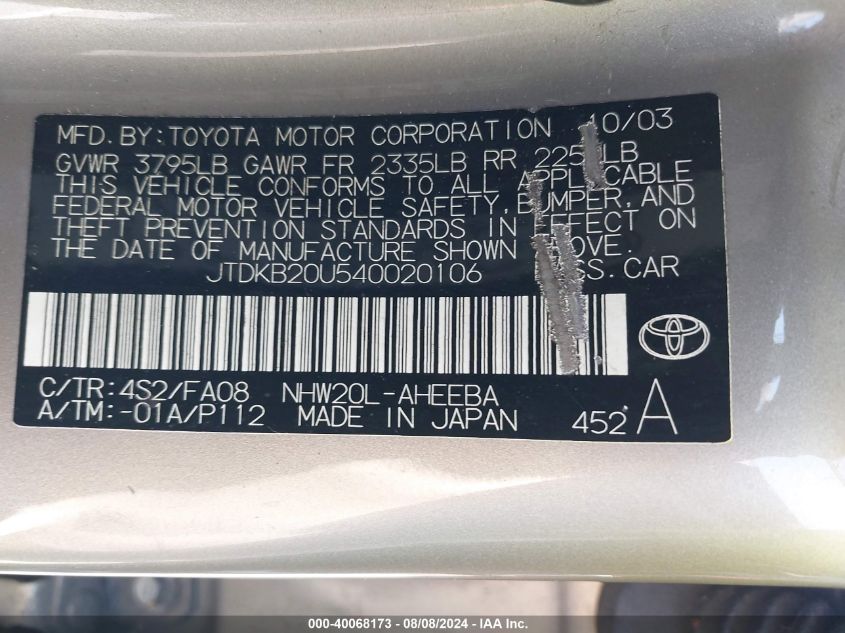 MFD. BY: TOYOTA MOTOR CORPORATION 10/03
GVWR 3795LB GAWR FR 2335LB RR
THIS VEHICLE CONFORMS TO ALL APPLICABLE
FEDERAL MOTOR VEHICLE SAFETY, BUMPER, AND
THEFT PREVENTION STANDARDS IN EFFECT ON
THE DATE OF MANUFACTURE SHOWN ABOVE.
JTDKB20U540020106 PASS. CAR
C/TR: 4S2/FA08 NHW20L-AHEEBA
A/TM: -01A/P112 MADE IN JAPAN 452 A
000-40068173 | 08/08/2024 - IAA Inc.